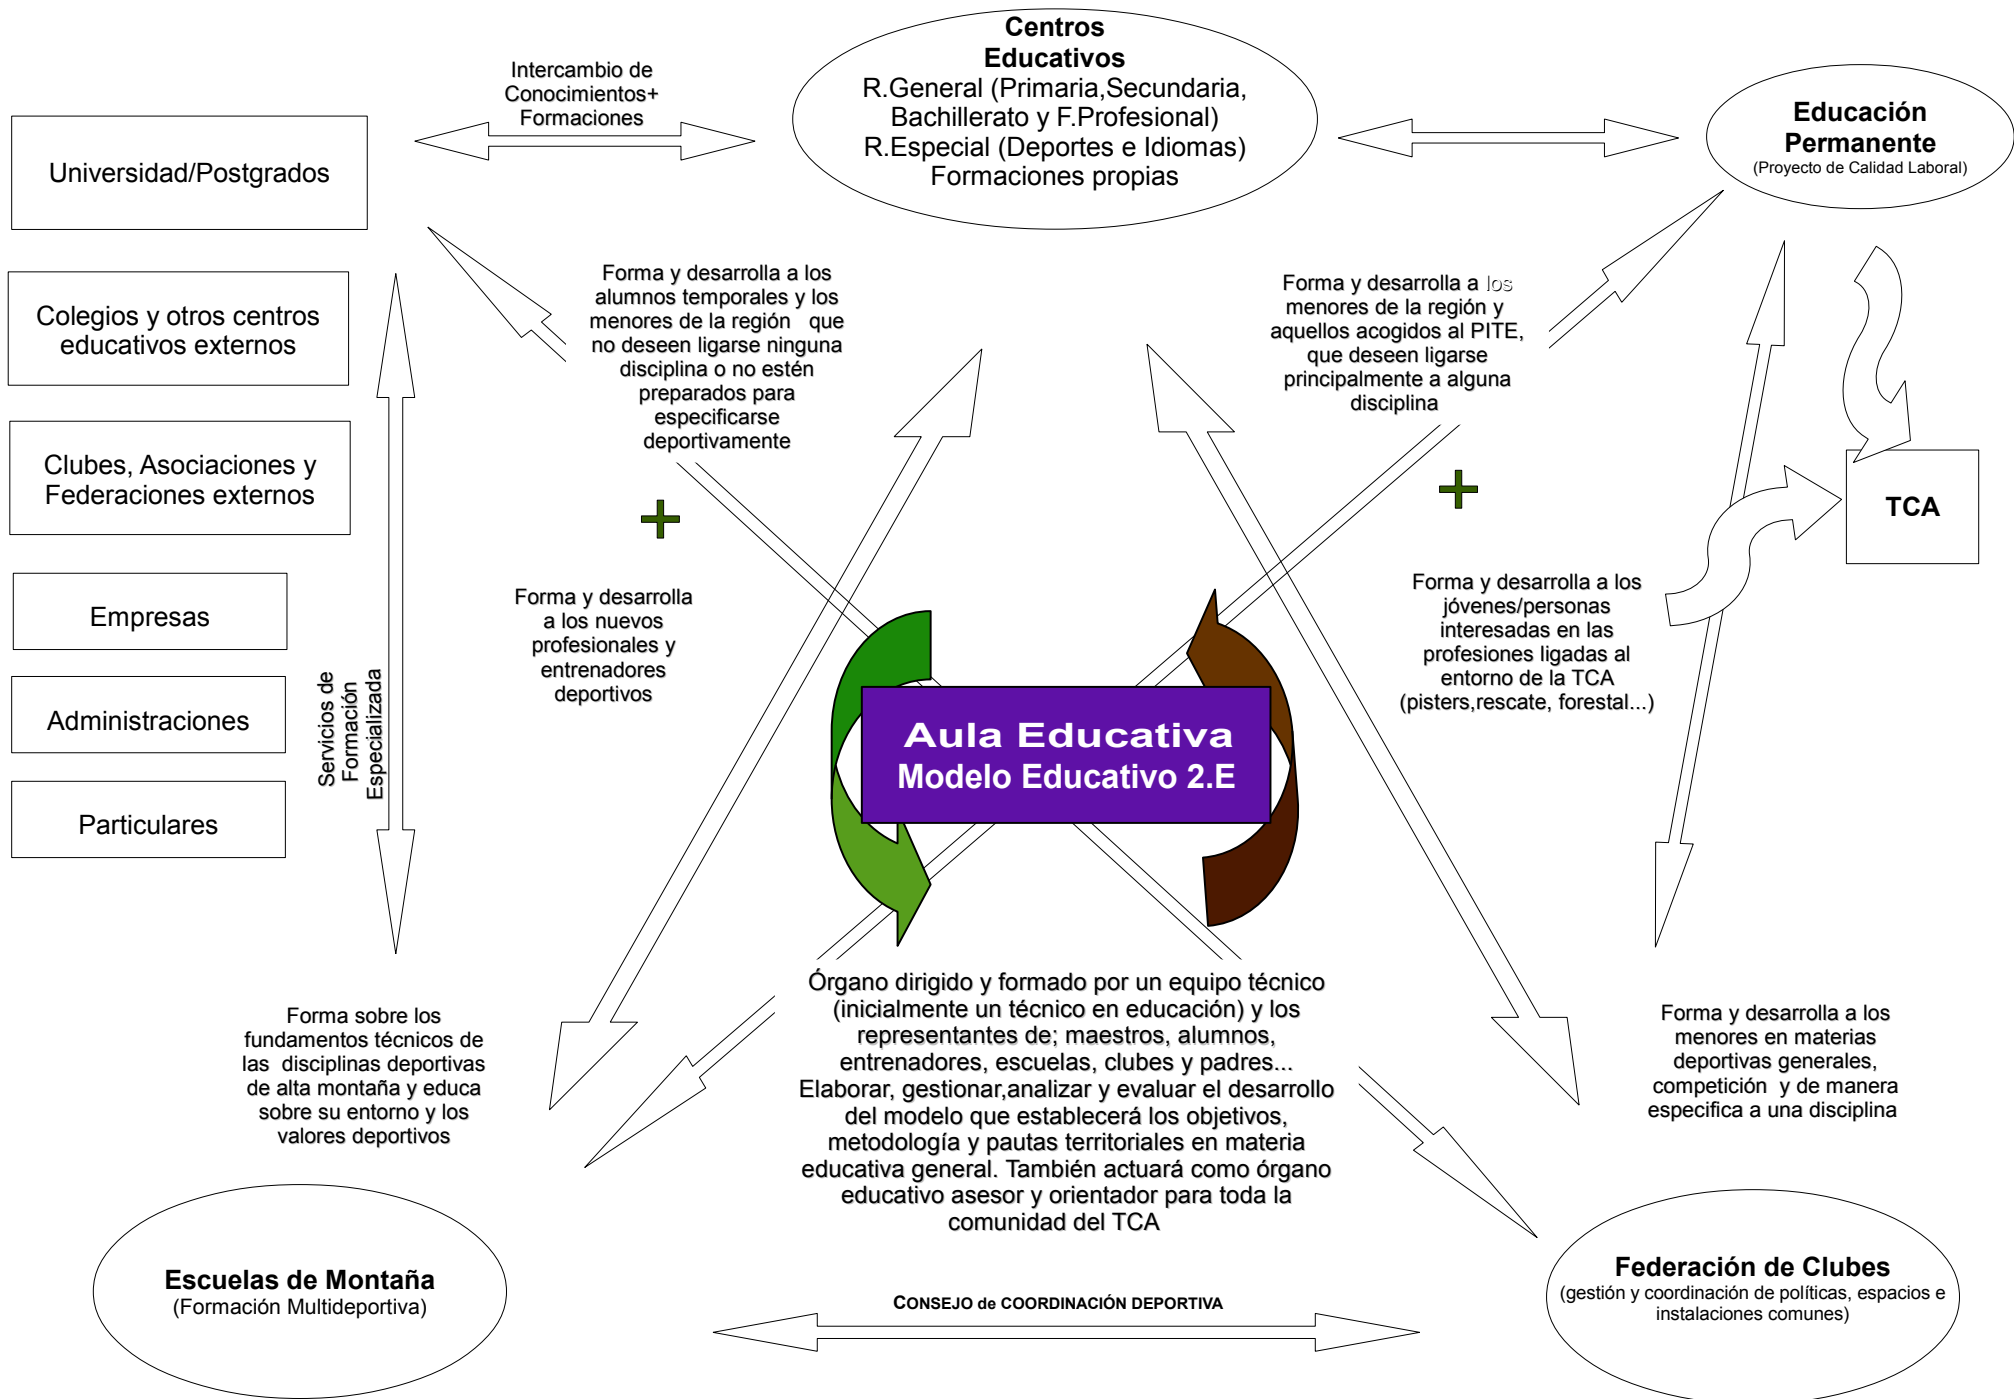 Centros
Educativos
R.General (Primaria,Secundaria,
Bachillerato y F.Profesional)
R.Especial (Deportes e Idiomas)
Formaciones propias
Intercambio de
Conocimientos+
Formaciones
Educación
Permanente
(Proyecto de Calidad Laboral)
Universidad/Postgrados
Colegios y otros centros
educativos externos
Clubes, Asociaciones y
Federaciones externos
Empresas
Administraciones
Particulares
Servicios de
Formación
Especializada
Forma y desarrolla a los
alumnos temporales y los
menores de la región   que
no deseen ligarse ninguna
disciplina o no estén
preparados para
especificarse
deportivamente
+
Forma y desarrolla
a los nuevos
profesionales y
entrenadores
deportivos
Forma y desarrolla a los
menores de la región y
aquellos acogidos al PITE,
que deseen ligarse
principalmente a alguna
disciplina
+
Forma y desarrolla a los
jóvenes/personas
interesadas en las
profesiones ligadas al
entorno de la TCA
(pisters,rescate, forestal...)
TCA
Aula Educativa
Modelo Educativo 2.E
Órgano dirigido y formado por un equipo técnico
(inicialmente un técnico en educación) y los
representantes de; maestros, alumnos,
entrenadores, escuelas, clubes y padres...
Elaborar, gestionar,analizar y evaluar el desarrollo
del modelo que establecerá los objetivos,
metodología y pautas territoriales en materia
educativa general. También actuará como órgano
educativo asesor y orientador para toda la
comunidad del TCA
Forma sobre los
fundamentos técnicos de
las  disciplinas deportivas
de alta montaña y educa
sobre su entorno y los
valores deportivos
Forma y desarrolla a los
menores en materias
deportivas generales,
competición  y de manera
especifica a una disciplina
Escuelas de Montaña
(Formación Multideportiva)
CONSEJO de COORDINACIÓN DEPORTIVA
Federación de Clubes
(gestión y coordinación de políticas, espacios e
instalaciones comunes)